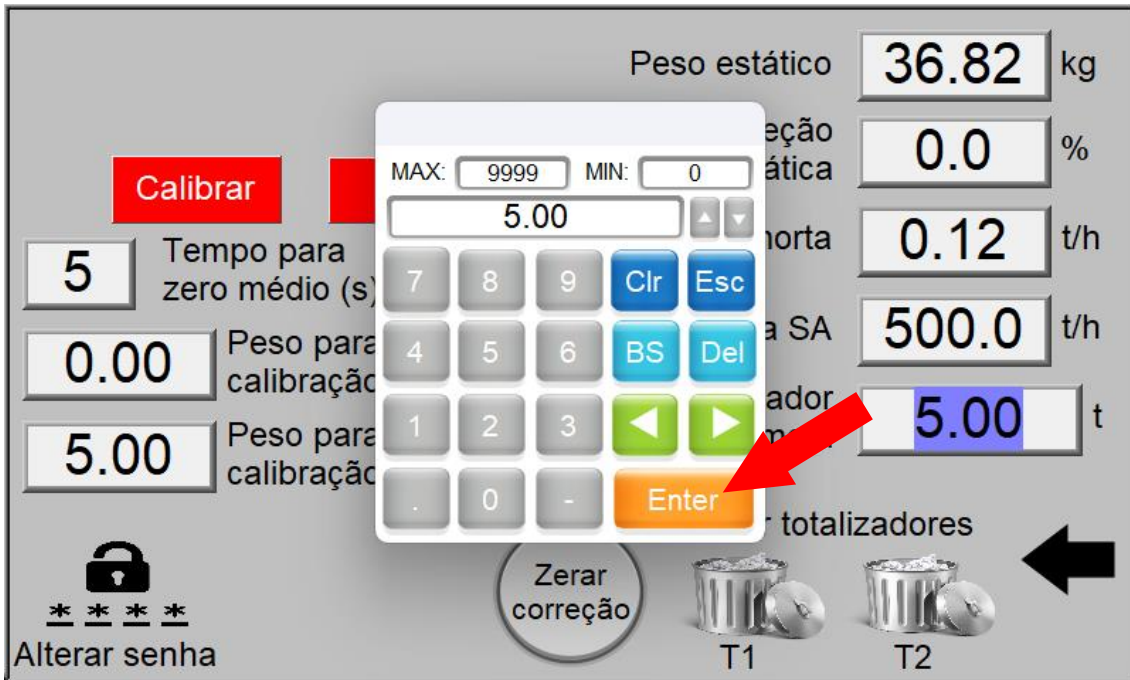 Peso estático 36.82 kg
eção
ática 0.0 %
Calibrar
MAX: 9999 MIN: 0
5.00
5 Tempo para
zero médio (s)
7 8 9 Clr Esc
orta 0.12 t/h
0.00 Peso para
calibração
4 5 6 BS Del
a SA 500.0 t/h
5.00 Peso para
calibração
1 2 3
ador 5.00 t
. 0 - Enter
totalizadores
Zerar
correção
* * * *
Alterar senha
T1 T2